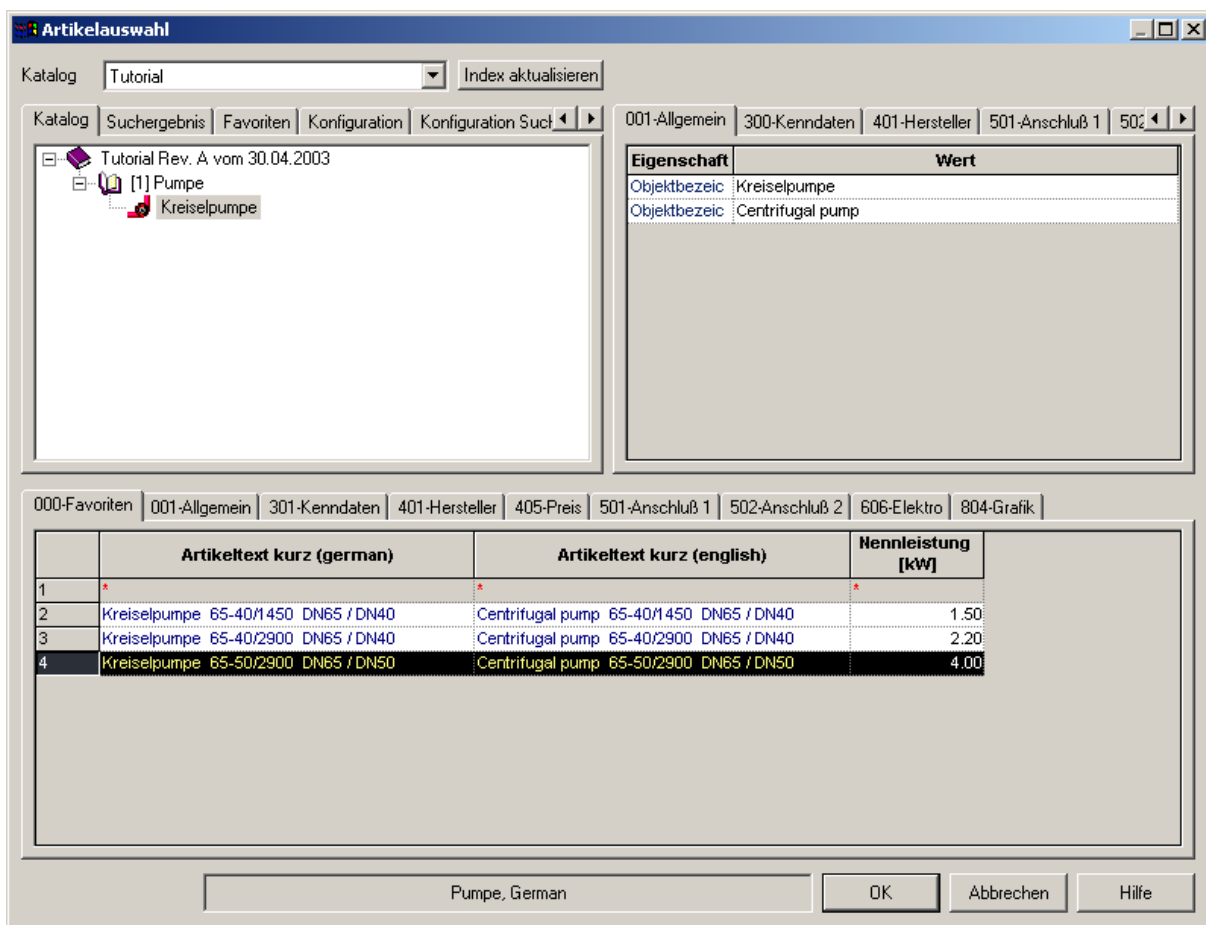 Artikelauswahl
Katalog Tutorial Index aktualisieren
Katalog Suchergebnis Favoriten Konfiguration Konfiguration Such
Tutorial Rev. A vom 30.04.2003
[1] Pumpe
Kreiselpumpe
001-Allgemein 300-Kenndaten 401-Hersteller 501-Anschluß 1 502
Eigenschaft Wert
Objektbezeic Kreiselpumpe
Objektbezeic Centrifugal pump
000-Favoriten 001-Allgemein 301-Kenndaten 401-Hersteller 405-Preis 501-Anschluß 1 502-Anschluß 2 606-Elektro 804-Grafik
Artikeltext kurz (german) Artikeltext kurz (english) Nennleistung
[kW]
1 * * *
2 Kreiselpumpe 65-40/1450 DN65 / DN40 Centrifugal pump 65-40/1450 DN65 / DN40 1.50
3 Kreiselpumpe 65-40/2900 DN65 / DN40 Centrifugal pump 65-40/2900 DN65 / DN40 2.20
4 Kreiselpumpe 65-50/2900 DN65 / DN50 Centrifugal pump 65-50/2900 DN65 / DN50 4.00
Pumpe, German OK Abbrechen Hilfe